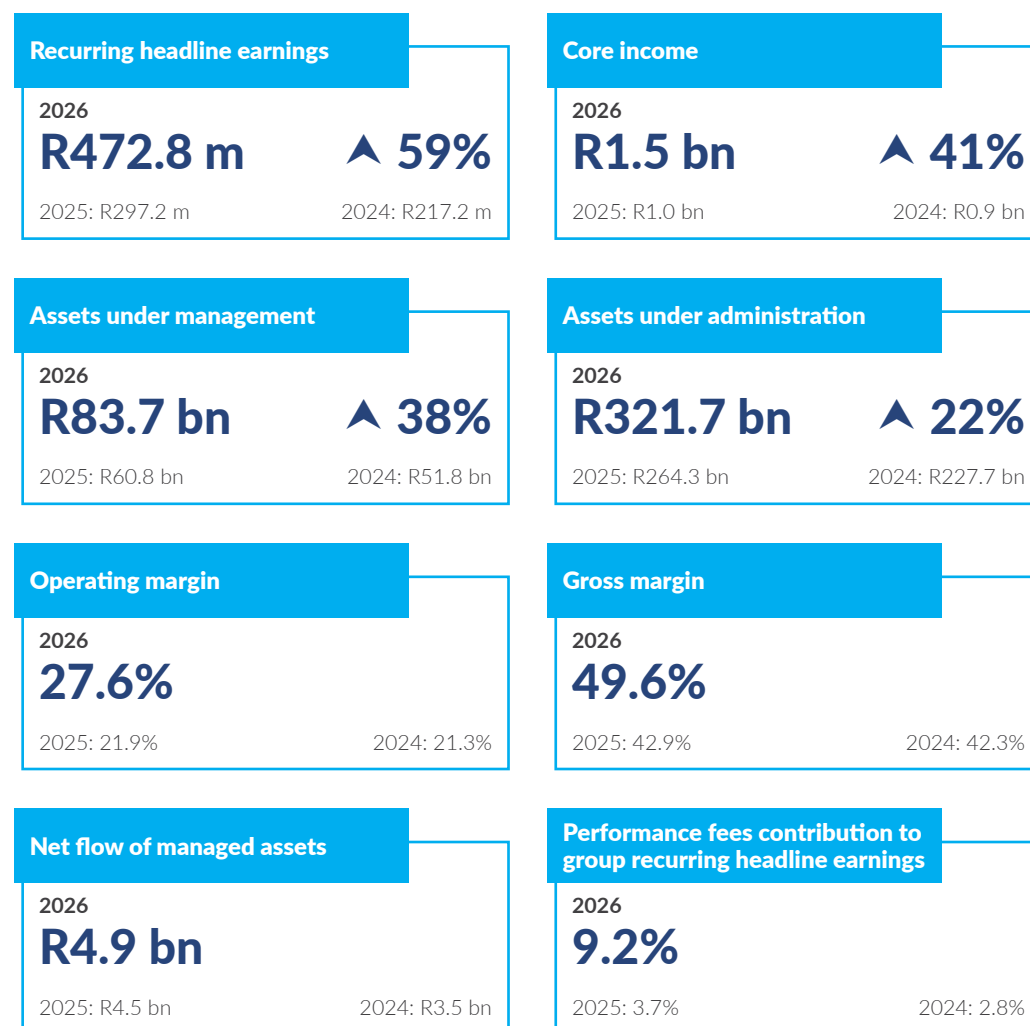 Recurring headline earnings
2026
R472.8 m 59%
2025: R297.2 m 2024: R217.2 m
Core income
2026
R1.5 bn 41%
2025: R1.0 bn 2024: R0.9 bn
Assets under management
2026
R83.7 bn 38%
2025: R60.8 bn 2024: R51.8 bn
Assets under administration
2026
R321.7 bn 22%
2025: R264.3 bn 2024: R227.7 bn
Operating margin
2026
27.6%
2025: 21.9% 2024: 21.3%
Gross margin
2026
49.6%
2025: 42.9% 2024: 42.3%
Net flow of managed assets
2026
R4.9 bn
2025: R4.5 bn 2024: R3.5 bn
Performance fees contribution to
group recurring headline earnings
2026
9.2%
2025: 3.7% 2024: 2.8%